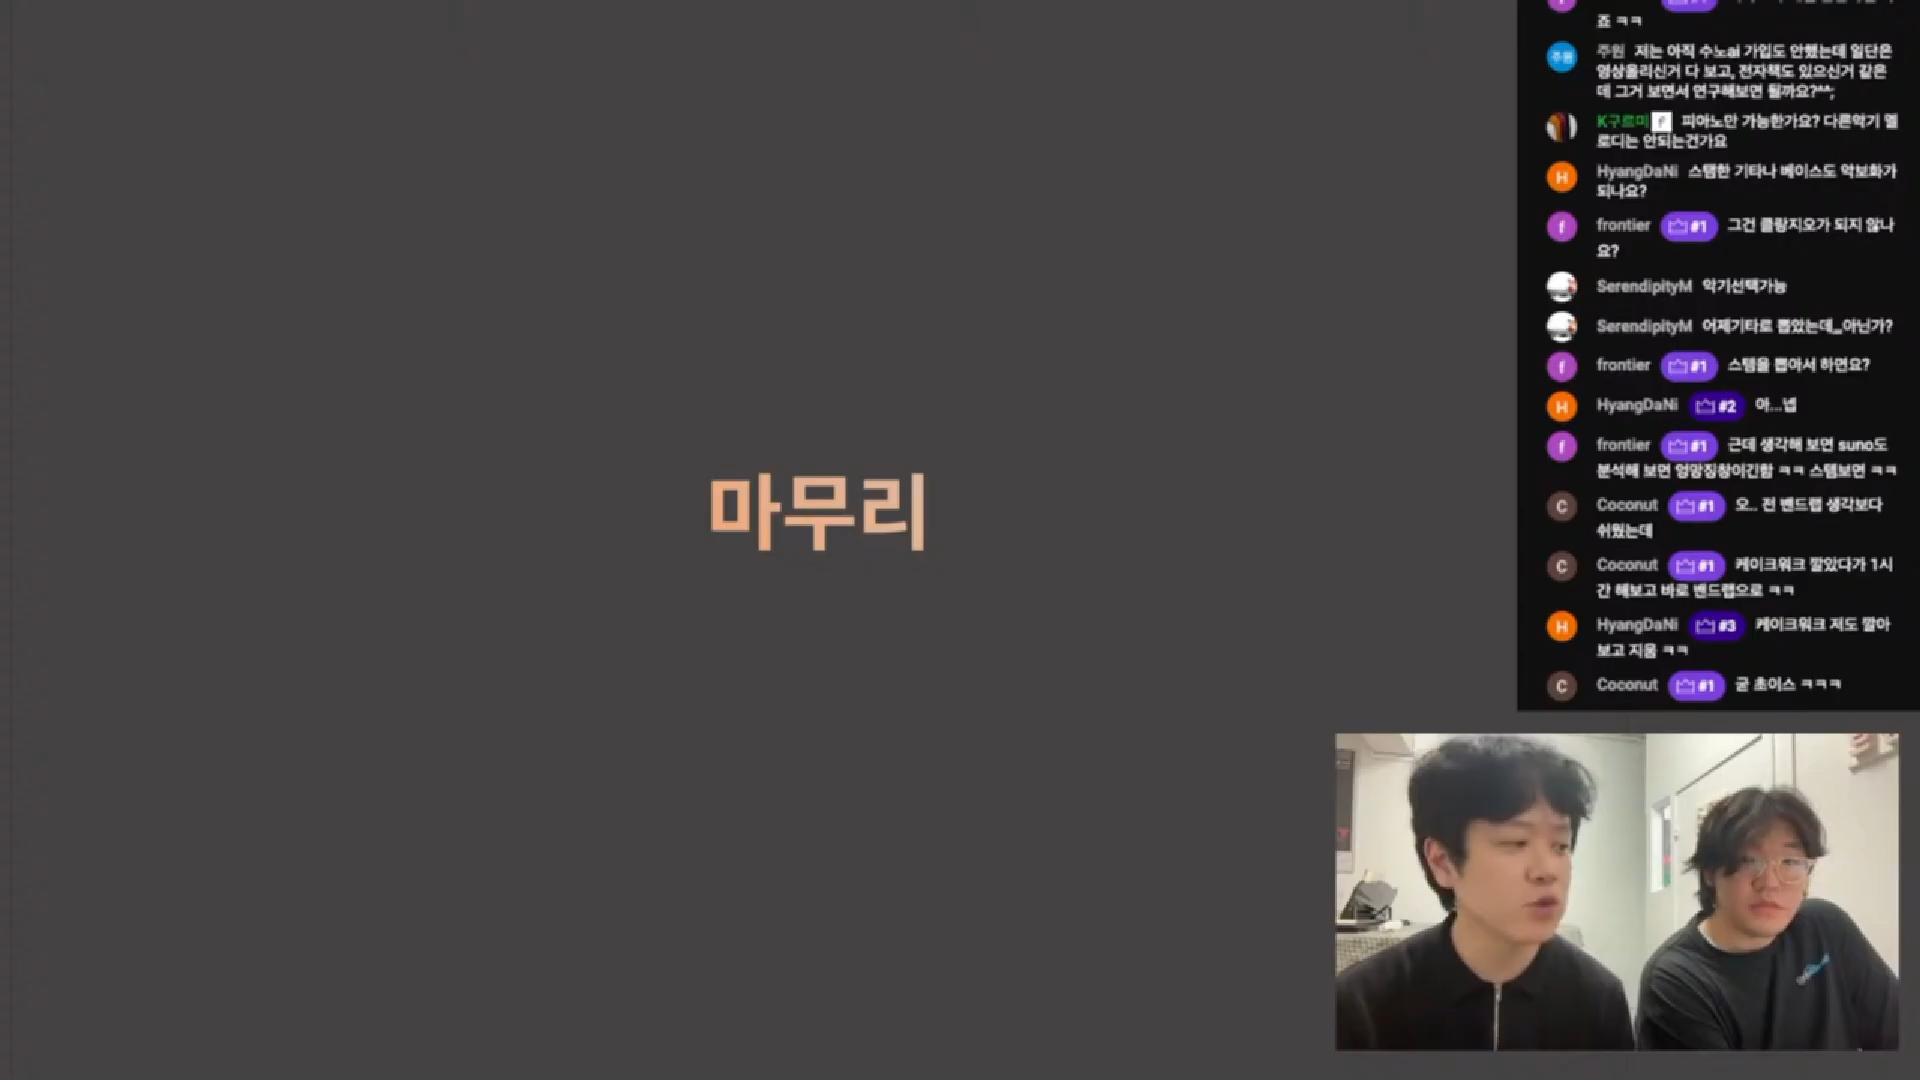 마무리
죠 ㅋㅋ
주원 저는 아직 수노ai 가입도 안했는데 일단은
영상올리신거 다 보고, 전자책도 있으신거 같은
데 그거 보면서 연구해보면 될까요?^^;
K구르미 피아노만 가능한가요? 다른악기 멜
로디는 안되는건가요
H HyangDaNi 스템한 기타나 베이스도 악보화가
되나요?
f frontier #1 그건 클랑지오가 되지 않나
요?
SerendipityM 악기선택가능
SerendipityM 어제기타로 뽑았는데,,아닌가?
f frontier #1 스템을 뽑아서 하면요?
H HyangDaNi #2 아...넵
f frontier #1 근데 생각해 보면 suno도
분석해 보면 엉망징창이긴함 ㅋㅋ 스템보면 ㅋㅋ
C Coconut #1 오.. 전 밴드랩 생각보다
쉬웠는데
C Coconut #1 케이크워크 깔았다가 1시
간 해보고 바로 밴드랩으로 ㅋㅋ
H HyangDaNi #3 케이크워크 저도 깔아
보고 지움 ㅋㅋ
C Coconut #1 굳 초이스 ㅋㅋㅋ